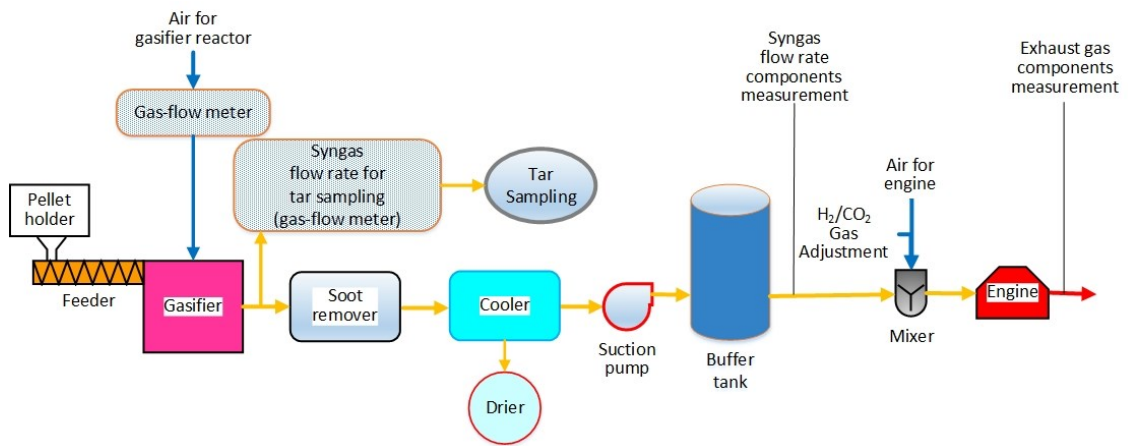 Air for
gasifier reactor
Gas-flow meter
Syngas
flow rate for
tar sampling
(gas-flow meter)
Tar
Sampling
Pellet
holder
Feeder
Gasifier
Soot
remover
Cooler
Drier
Suction
pump
Buffer
tank
Syngas
flow rate
components
measurement
H₂/CO₂
Gas
Adjustment
Air for
engine
Mixer
Engine
Exhaust gas
components
measurement